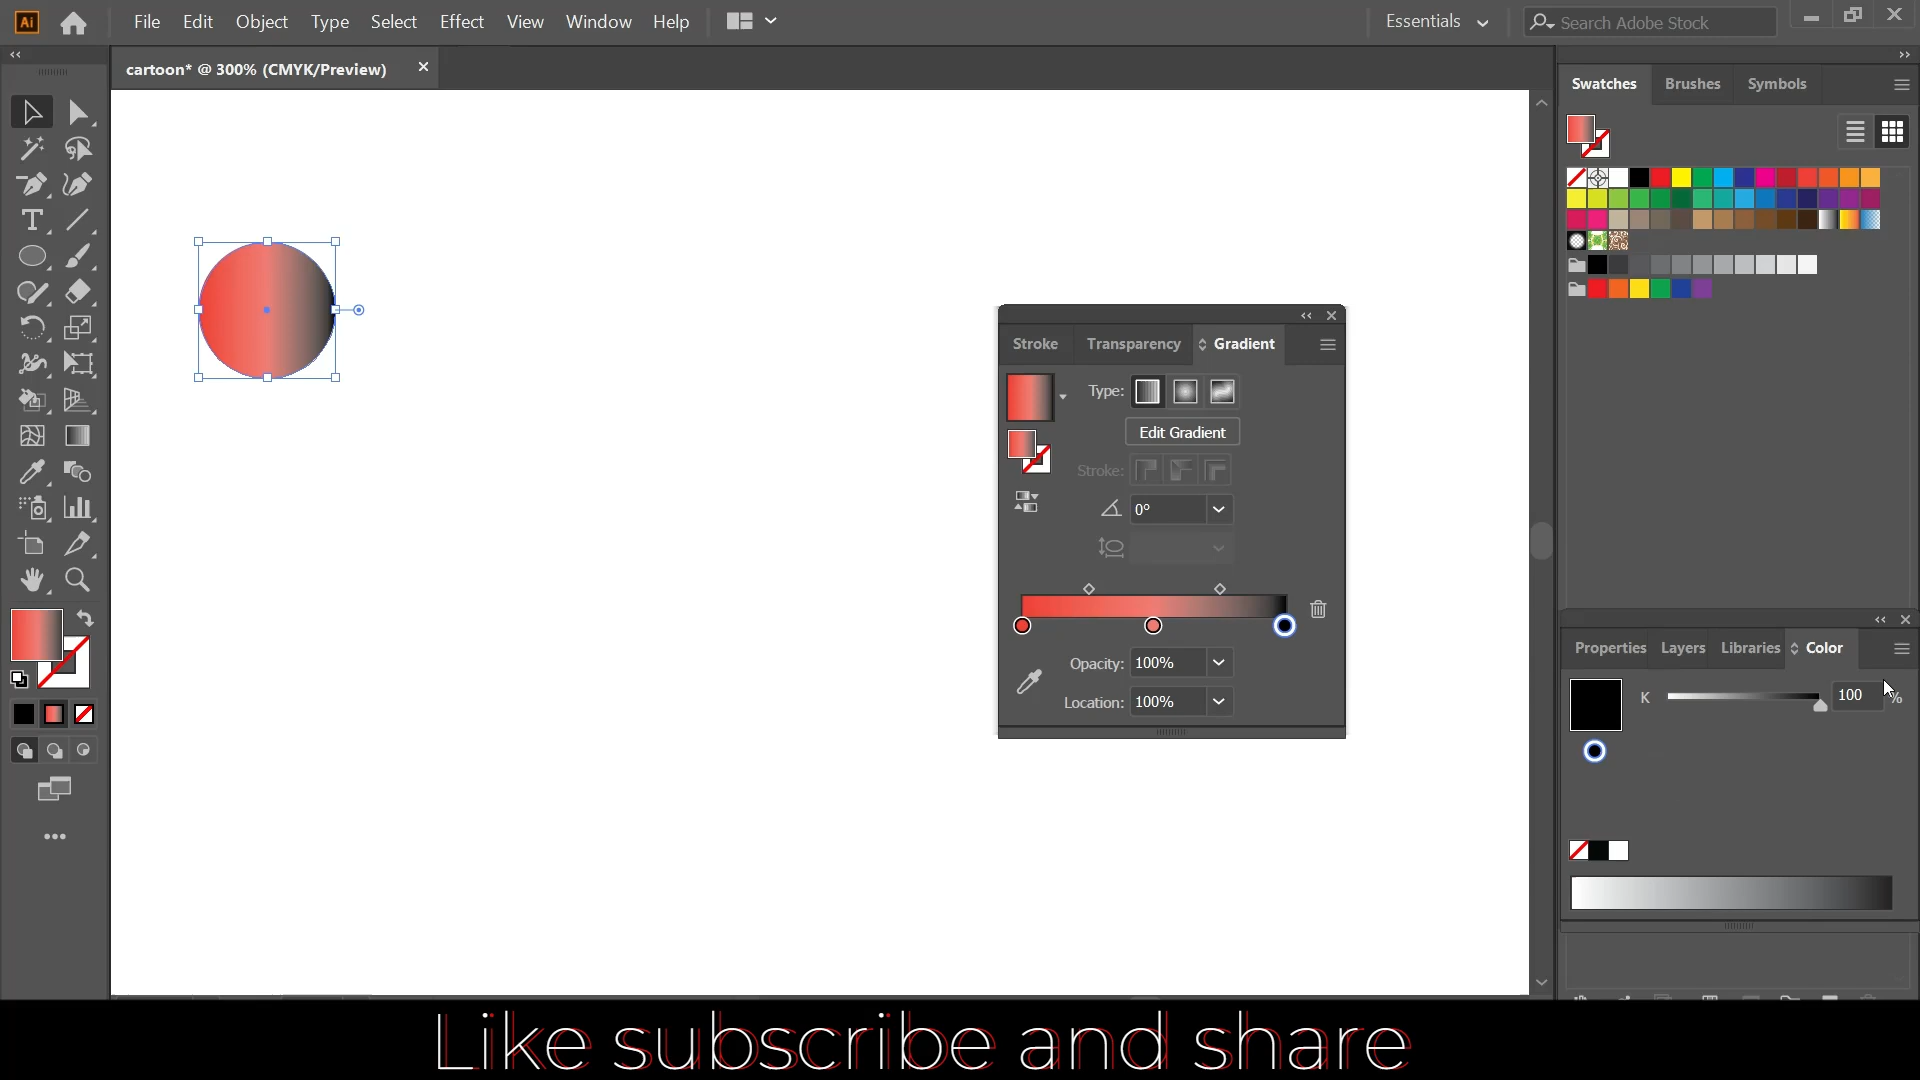 Ai File Edit Object Type Select Effect View Window Help Essentials Search Adobe Stock
cartoon* @ 300% (CMYK/Preview)
Swatches Brushes Symbols
Stroke Transparency Gradient
Type:
Edit Gradient
Stroke:
0°
Opacity: 100%
Location: 100%
Properties Layers Libraries Color
K 100 %
Like subscribe and share